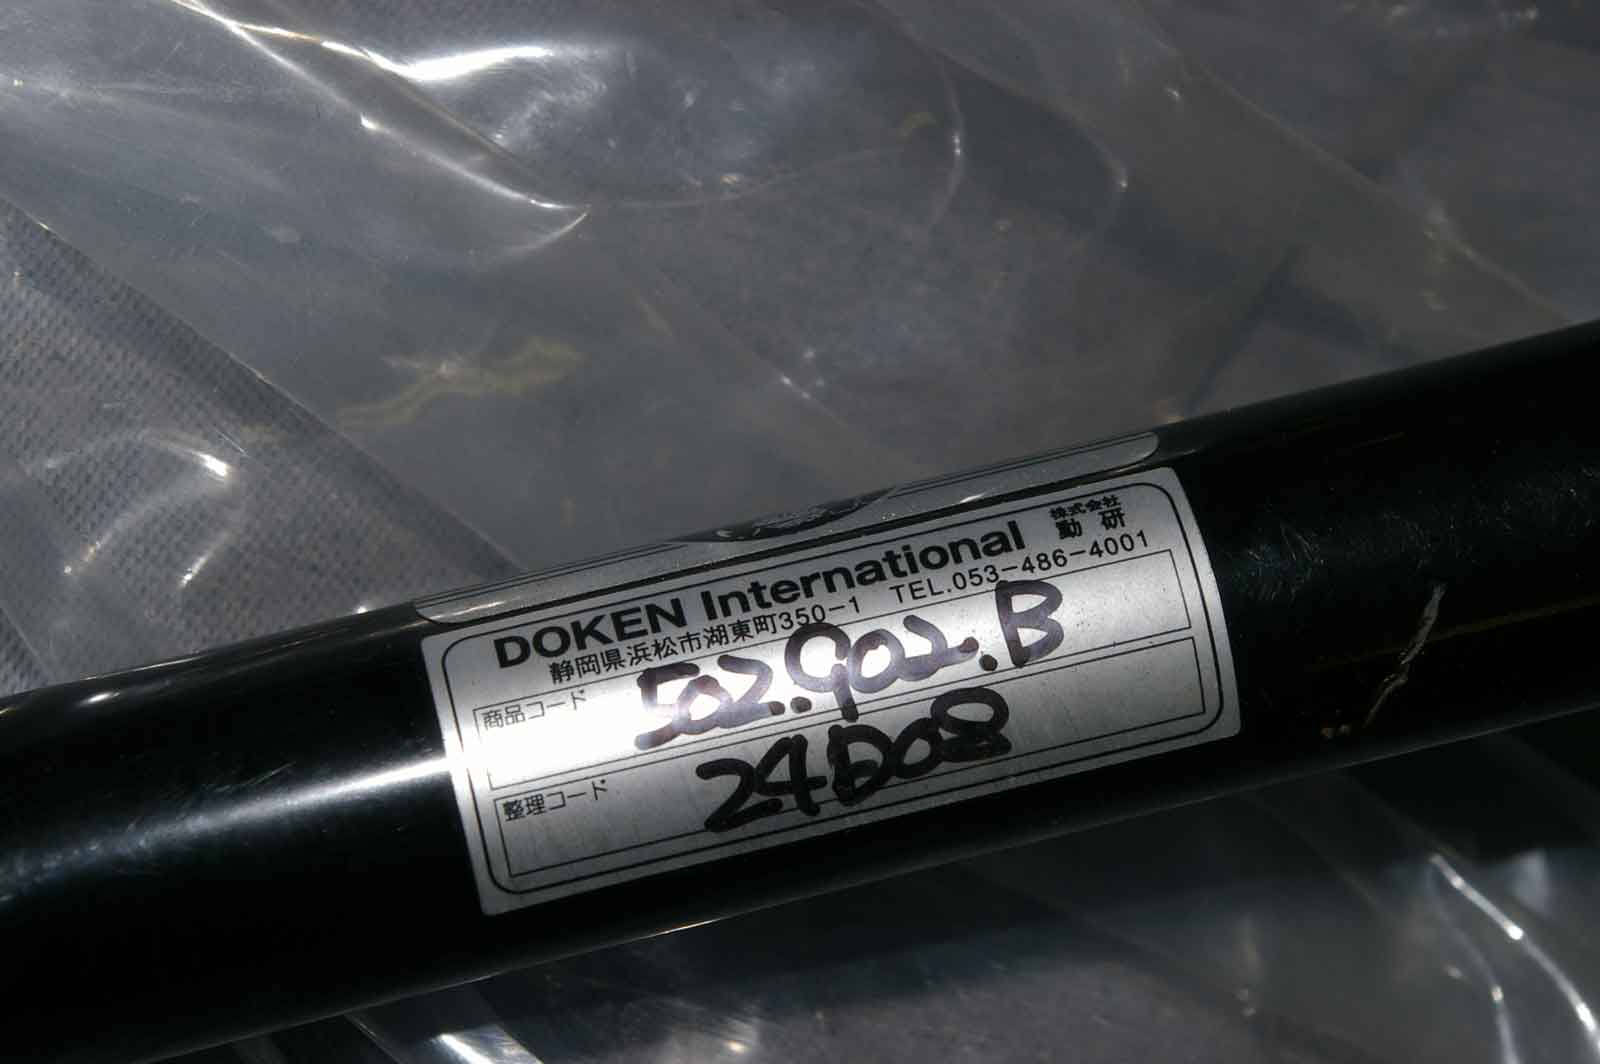 DOKEN International 株式会社 動研
静岡県浜松市湖東町350-1 TEL.053-486-4001
商品コード 502.902.B
整理コード 24D08